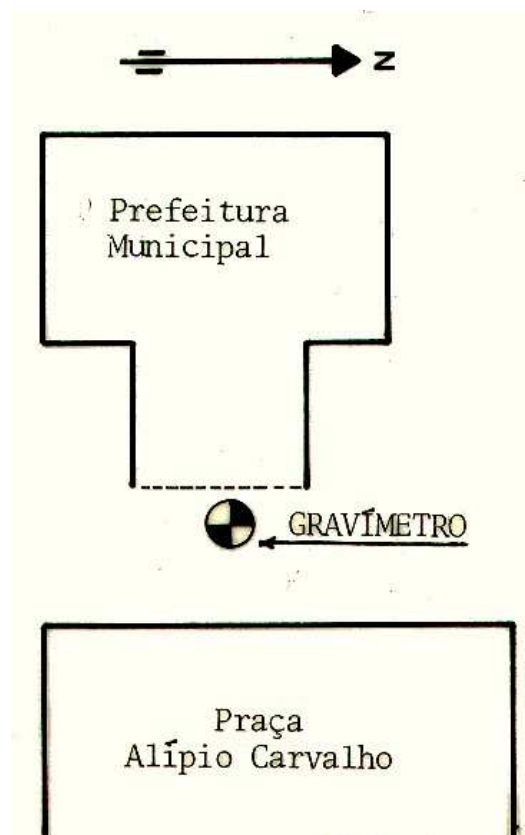 N
Prefeitura
Municipal
GRAVÍMETRO
Praça
Alípio Carvalho